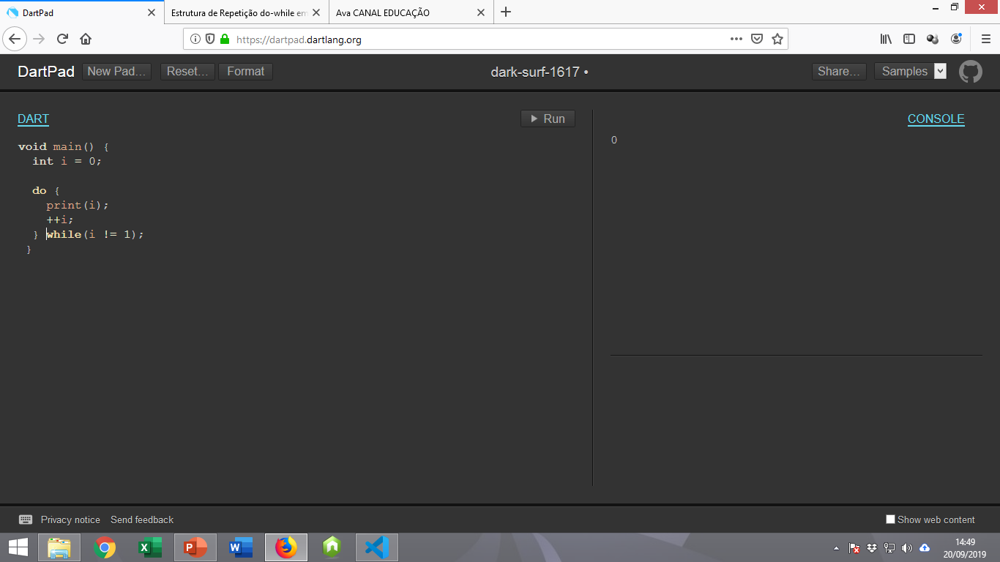 DartPad
Estrutura de Repetição do-while em
Ava CANAL EDUCAÇÃO
https://dartpad.dartlang.org
DartPad
New Pad...
Reset...
Format
dark-surf-1617 •
Share...
Samples
DART
Run
CONSOLE
void main() {
int i = 0;
do {
print(i);
++i;
} while(i != 1);
}
0
Privacy notice
Send feedback
Show web content
14:49
20/09/2019